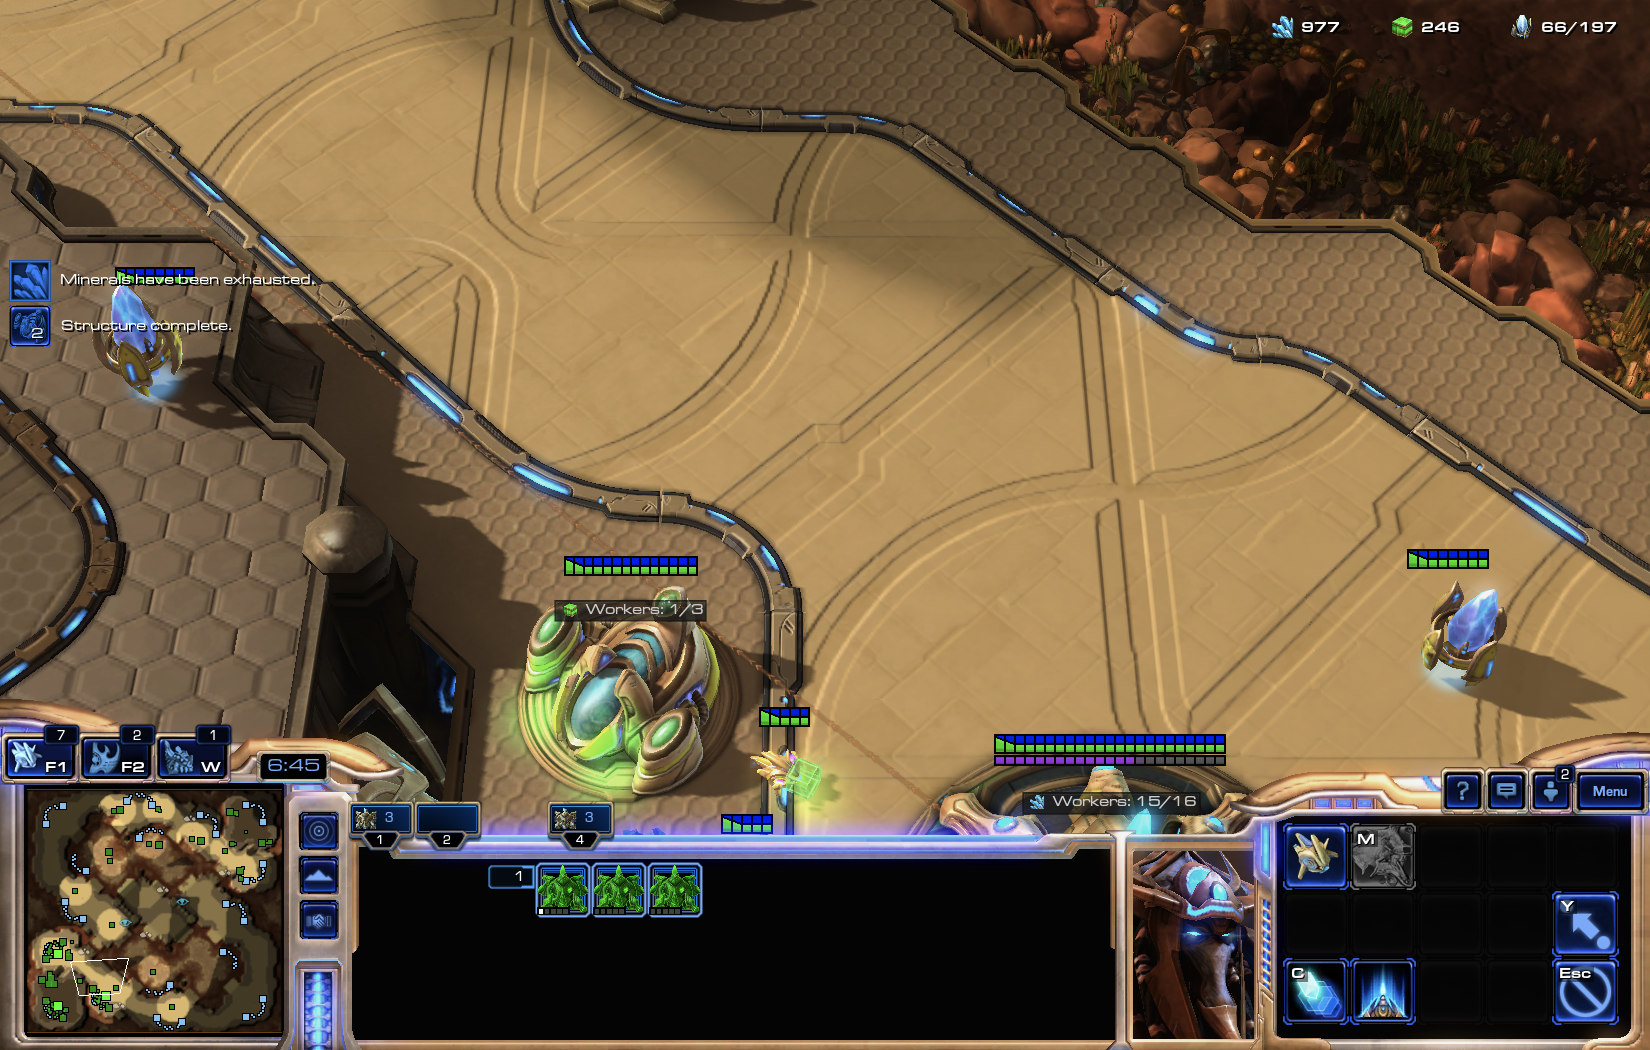 977 246 66/197
Minerals have been exhausted.
2 Structure complete.
Workers: 1/3
7 2 1
F1 F2 W
6:45
Workers: 15/16
2
? Menu
3 3
1 2 4
1
M
Y
C Esc